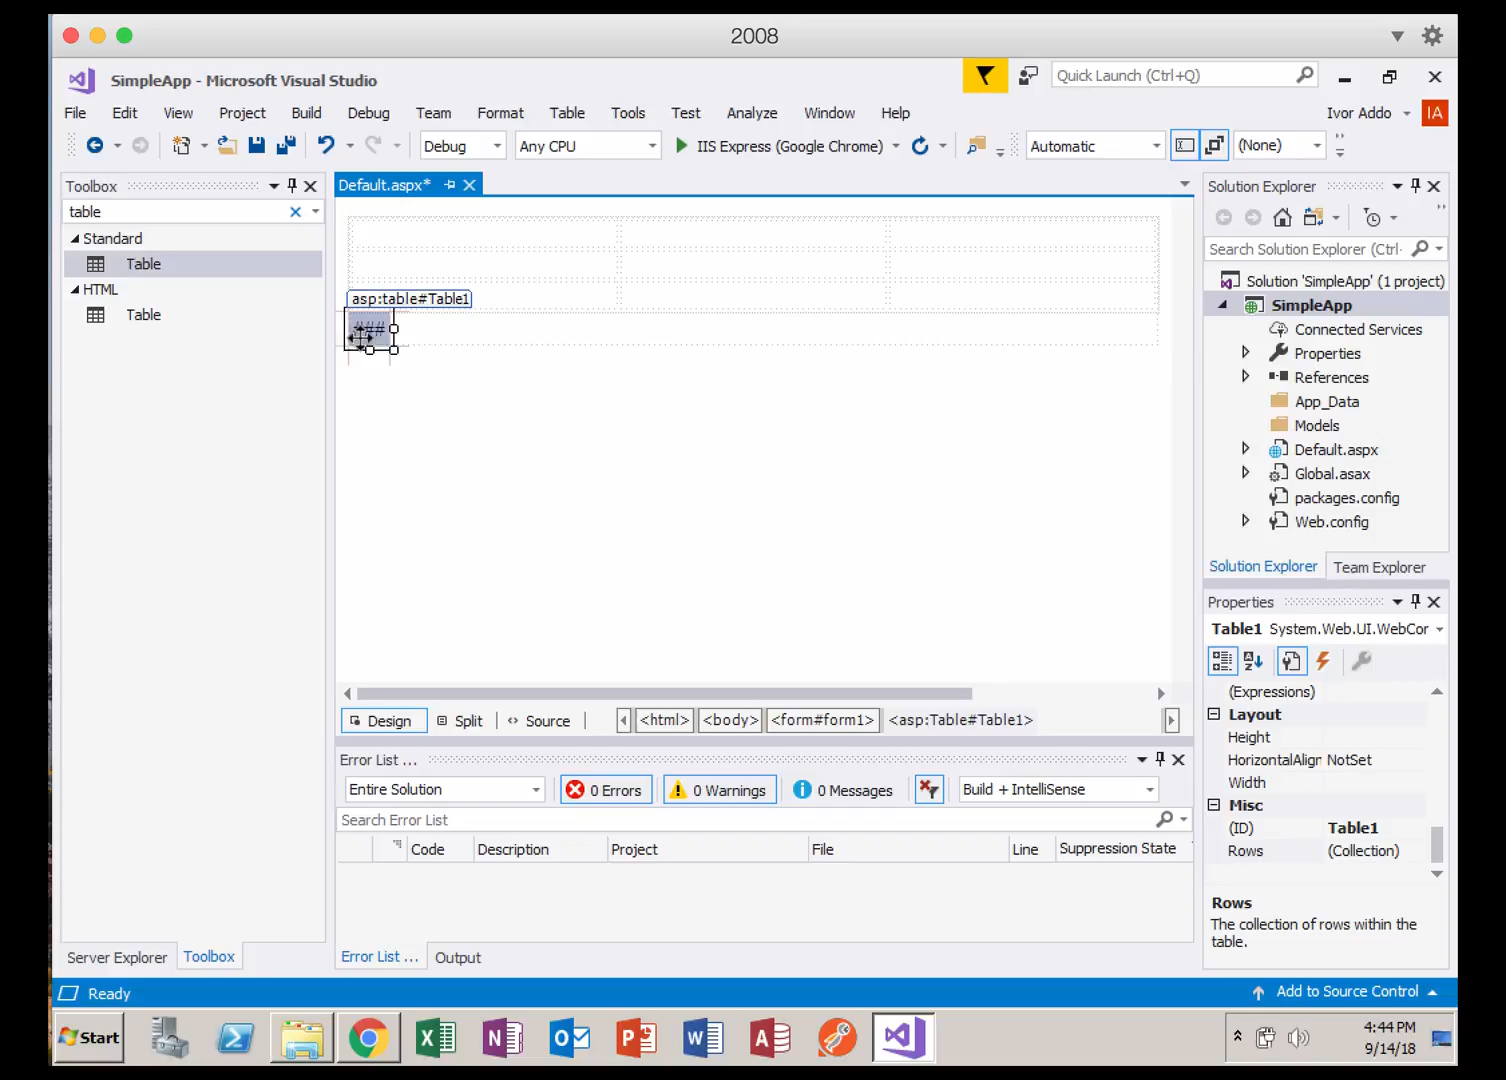 2008
SimpleApp - Microsoft Visual Studio
Quick Launch (Ctrl+Q)
File Edit View Project Build Debug Team Format Table Tools Test Analyze Window Help
Ivor Addo IA
Debug Any CPU IIS Express (Google Chrome) Automatic (None)
Toolbox
table
Standard
Table
HTML
Table
Server Explorer Toolbox
Default.aspx*
asp:table#Table1
###
Design Split Source <html> <body> <form#form1> <asp:Table#Table1>
Error List ...
Entire Solution 0 Errors 0 Warnings 0 Messages Build + IntelliSense
Search Error List
Code Description Project File Line Suppression State
Error List ... Output
Solution Explorer
Search Solution Explorer (Ctrl-
Solution 'SimpleApp' (1 project)
SimpleApp
Connected Services
Properties
References
App_Data
Models
Default.aspx
Global.asax
packages.config
Web.config
Solution Explorer Team Explorer
Properties
Table1 System.Web.UI.WebCor
(Expressions)
Layout
Height
HorizontalAlign NotSet
Width
Misc
(ID) Table1
Rows (Collection)
Rows
The collection of rows within the
table.
Ready
Add to Source Control
Start
4:44 PM
9/14/18